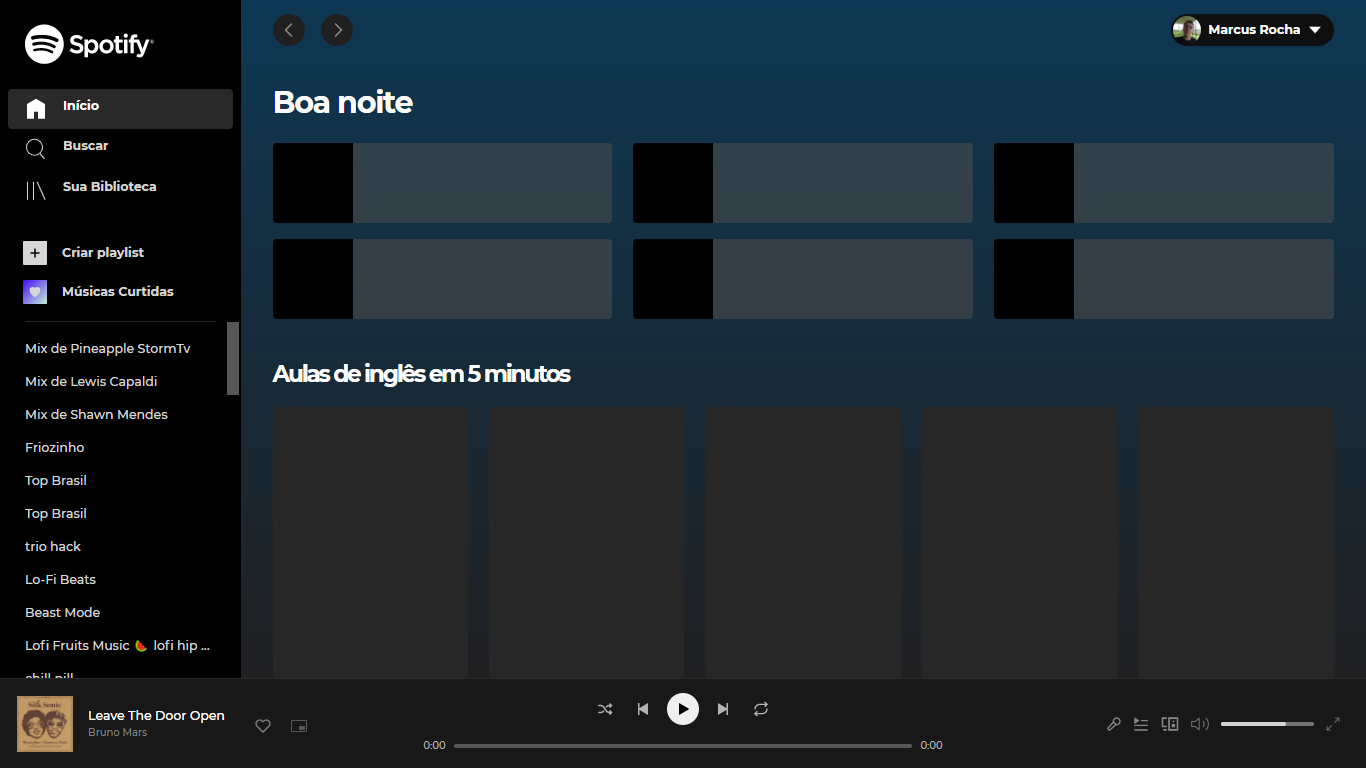 Spotify
Marcus Rocha
Início
Buscar
Sua Biblioteca
Criar playlist
Músicas Curtidas
Mix de Pineapple StormTv
Mix de Lewis Capaldi
Mix de Shawn Mendes
Friozinho
Top Brasil
Top Brasil
trio hack
Lo-Fi Beats
Beast Mode
Lofi Fruits Music 🍉 lofi hip ...
chill pill
Boa noite
Aulas de inglês em 5 minutos
Silk Sonic
Leave The Door Open
Bruno Mars
0:00
0:00